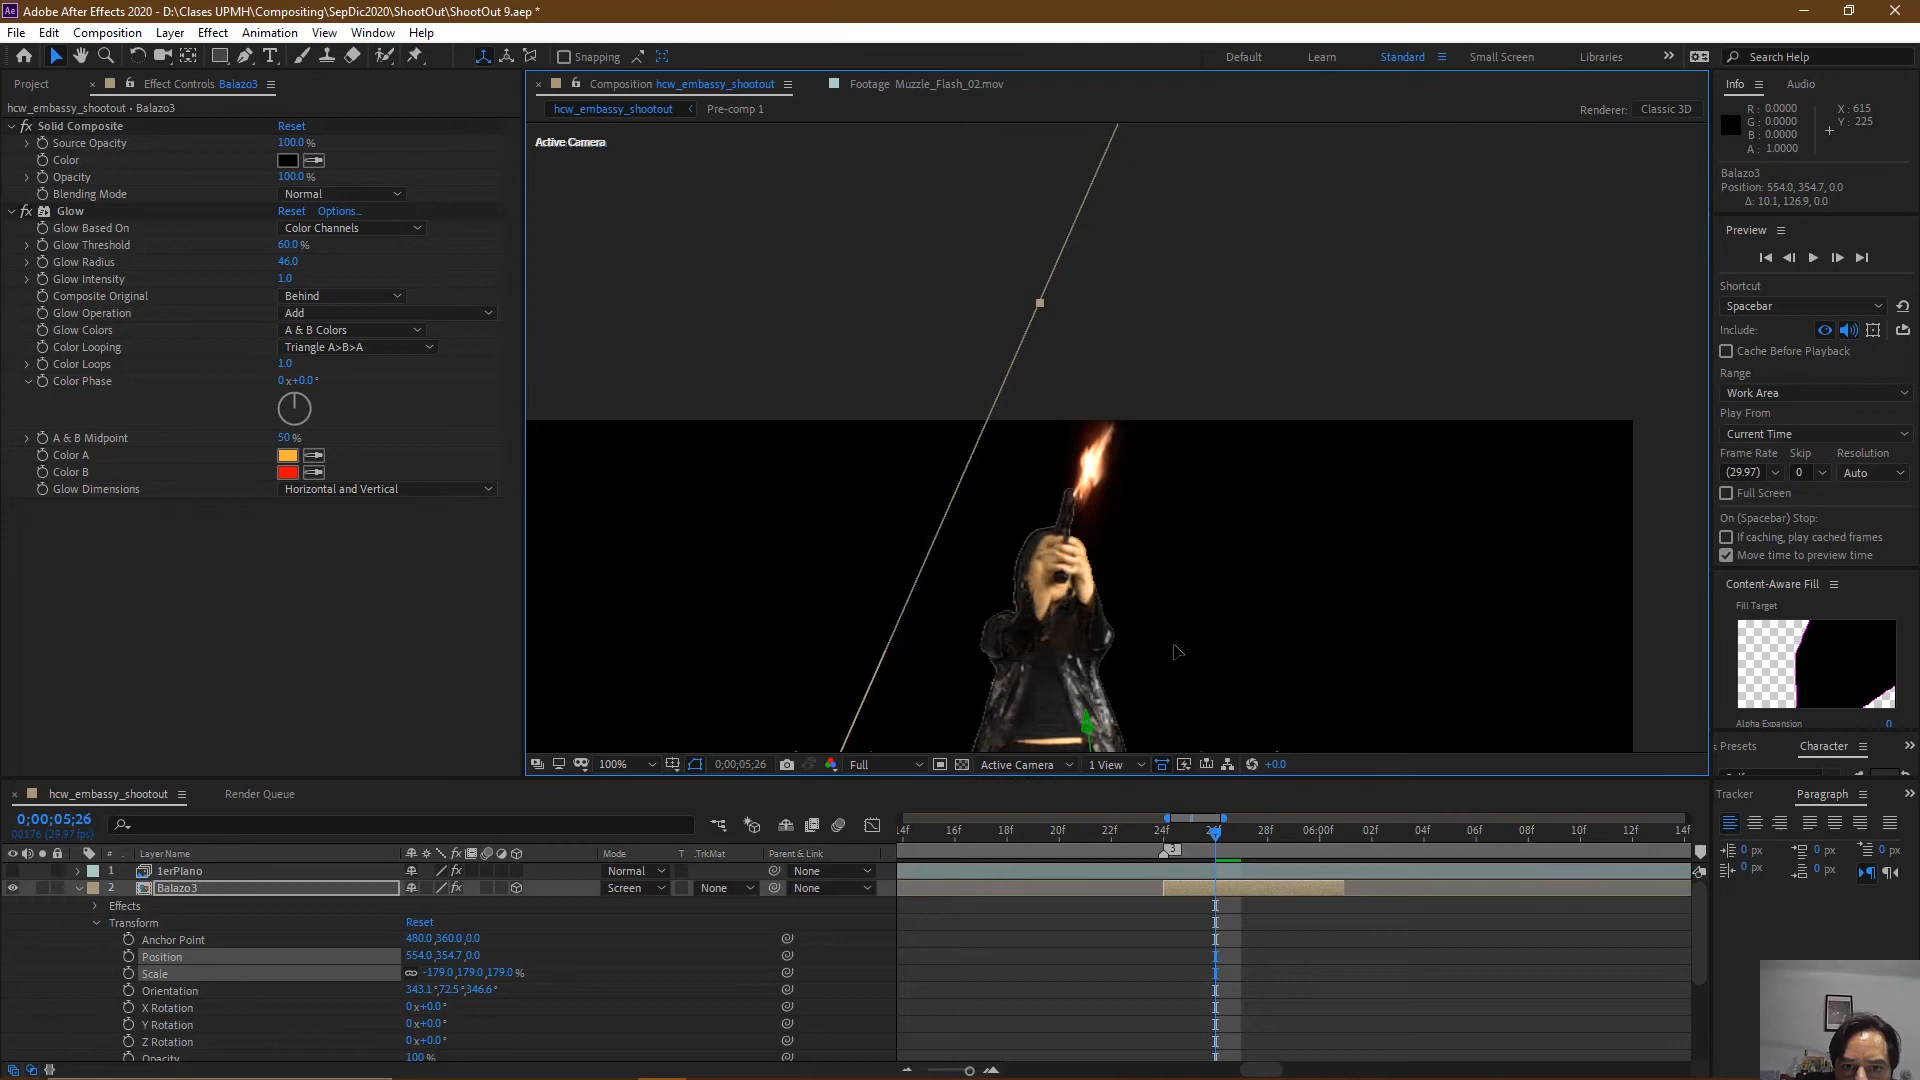 Adobe After Effects 2020 - D:\Clases UPMH\Compositing\SepDic2020\ShootOut\ShootOut 9.aep *
File Edit Composition Layer Effect Animation View Window Help
Snapping
Default Learn Standard Small Screen Libraries Search Help
Project Effect Controls Balazo3
Composition hcw_embassy_shootout Footage Muzzle_Flash_02.mov
Info Audio
hcw_embassy_shootout • Balazo3
hcw_embassy_shootout Pre-comp 1 Renderer: Classic 3D
Active Camera
Solid Composite Reset
Source Opacity 100.0 %
Color
Opacity 100.0 %
Blending Mode Normal
Glow Reset Options...
Glow Based On Color Channels
Glow Threshold 60.0 %
Glow Radius 46.0
Glow Intensity 1.0
Composite Original Behind
Glow Operation Add
Glow Colors A & B Colors
Color Looping Triangle A>B>A
Color Loops 1.0
Color Phase 0 x+0.0 °
A & B Midpoint 50 %
Color A
Color B
Glow Dimensions Horizontal and Vertical
R : 0.0000 X : 615
G : 0.0000 Y : 225
B : 0.0000
A : 1.0000
Balazo3
Position: 554.0, 354.7, 0.0
Δ: 10.1, 126.9, 0.0
Preview
Shortcut
Spacebar
Include:
Cache Before Playback
Range
Work Area
Play From
Current Time
Frame Rate Skip Resolution
(29.97) 0 Auto
Full Screen
On (Spacebar) Stop:
If caching, play cached frames
Move time to preview time
Content-Aware Fill
Fill Target
Alpha Expansion 0
Presets Character
100% 0;00;05;26 Full Active Camera 1 View +0.0
hcw_embassy_shootout Render Queue
Tracker Paragraph
0;00;05;26
00176 (29.97 fps)
14f 16f 18f 20f 22f 24f 26f 28f 06:00f 02f 04f 06f 08f 10f 12f 14f
3
0 px 0 px 0 px
0 px 0 px
# Layer Name Mode T .TrkMat Parent & Link
1 1erPlano Normal None
2 Balazo3 Screen None None
Effects
Transform Reset
Anchor Point 480.0,360.0,0.0
Position 554.0,354.7,0.0
Scale -179.0,179.0,179.0 %
Orientation 343.1 °,72.5 °,346.6 °
X Rotation 0 x+0.0 °
Y Rotation 0 x+0.0 °
Z Rotation 0 x+0.0 °
Opacity 100 %